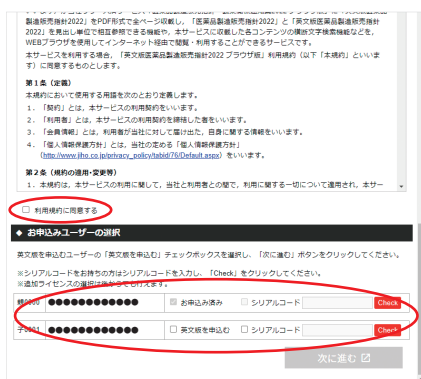 製造販売指針2022」をPDF形式で全ページ収載し、「医薬品製造販売指針2022」と「英文版医薬品製造販売指針
2022」を見出し単位で相互参照できる機能や、本サービスに収載した各コンテンツの横断文字検索機能などを、
WEBブラウザを使用してインターネット経由で閲覧・利用することができるサービスです。
本サービスを利用する場合、「英文版医薬品製造販売指針2022 ブラウザ版」利用規約（以下「本規約」といいま
す）に同意するものとします。
第１条（定義）
本規約において使用する用語を次のとおり定義します。
１．「契約」とは、本サービスの利用契約をいいます。
２．「利用者」とは、本サービスの利用契約を締結した者をいいます。
３．「会員情報」とは、利用者が当社に対して届け出た、自身に関する情報をいいます。
４．「個人情報保護方針」とは、当社の定める「個人情報保護方針」
（http://www.jiho.co.jp/privacy_policy/tabid/76/Default.aspx）をいいます。
第２条（規約の適用・変更等）
１．本規約は、本サービスの利用に関して、当社と利用者との間で、利用に関する一切について適用され、本サー
利用規約に同意する
◆ お申込みユーザーの選択
英文版を申込むユーザーの「英文版を申込む」チェックボックスを選択し、「次に進む」ボタンをクリックしてください。
※シリアルコードをお持ちの方はシリアルコードを入力し、「Check」をクリックしてください。
※追加ライセンスの選択は後からでも行えます。
●●●●●●●●●●●● お申込み済み シリアルコード Check
●●●●●●●●●●●● 英文版を申込む シリアルコード Check
次に進む